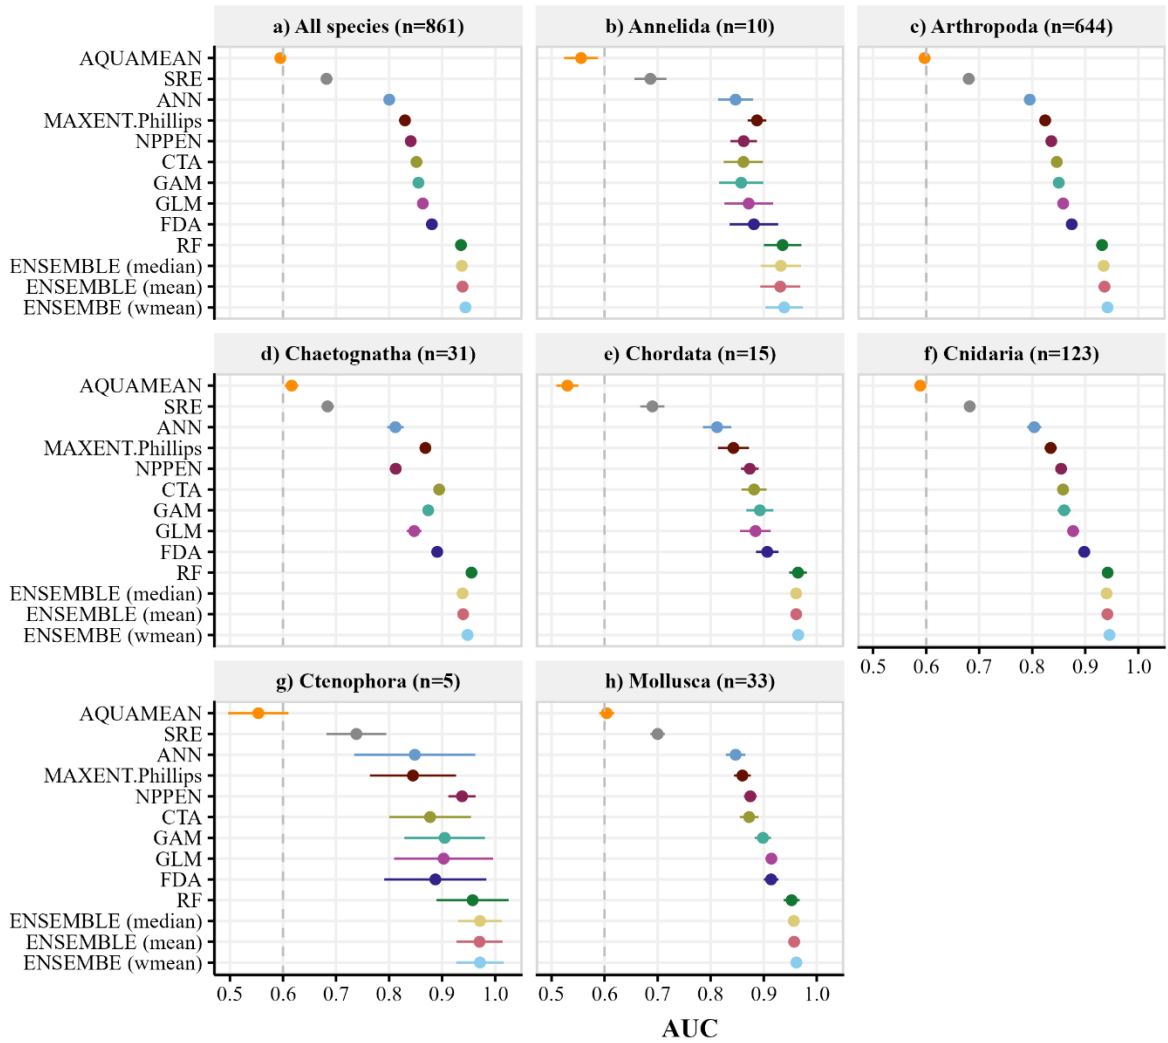 a) All species (n=861)
b) Annelida (n=10)
c) Arthropoda (n=644)
AQUAMEAN
SRE
ANN
MAXENT.Phillips
NPPEN
CTA
GAM
GLM
FDA
RF
ENSEMBLE (median)
ENSEMBLE (mean)
ENSEMBE (wmean)
d) Chaetognatha (n=31)
e) Chordata (n=15)
f) Cnidaria (n=123)
AQUAMEAN
SRE
ANN
MAXENT.Phillips
NPPEN
CTA
GAM
GLM
FDA
RF
ENSEMBLE (median)
ENSEMBLE (mean)
ENSEMBE (wmean)
0.5 0.6 0.7 0.8 0.9 1.0
g) Ctenophora (n=5)
h) Mollusca (n=33)
AQUAMEAN
SRE
ANN
MAXENT.Phillips
NPPEN
CTA
GAM
GLM
FDA
RF
ENSEMBLE (median)
ENSEMBLE (mean)
ENSEMBE (wmean)
0.5 0.6 0.7 0.8 0.9 1.0
0.5 0.6 0.7 0.8 0.9 1.0
AUC